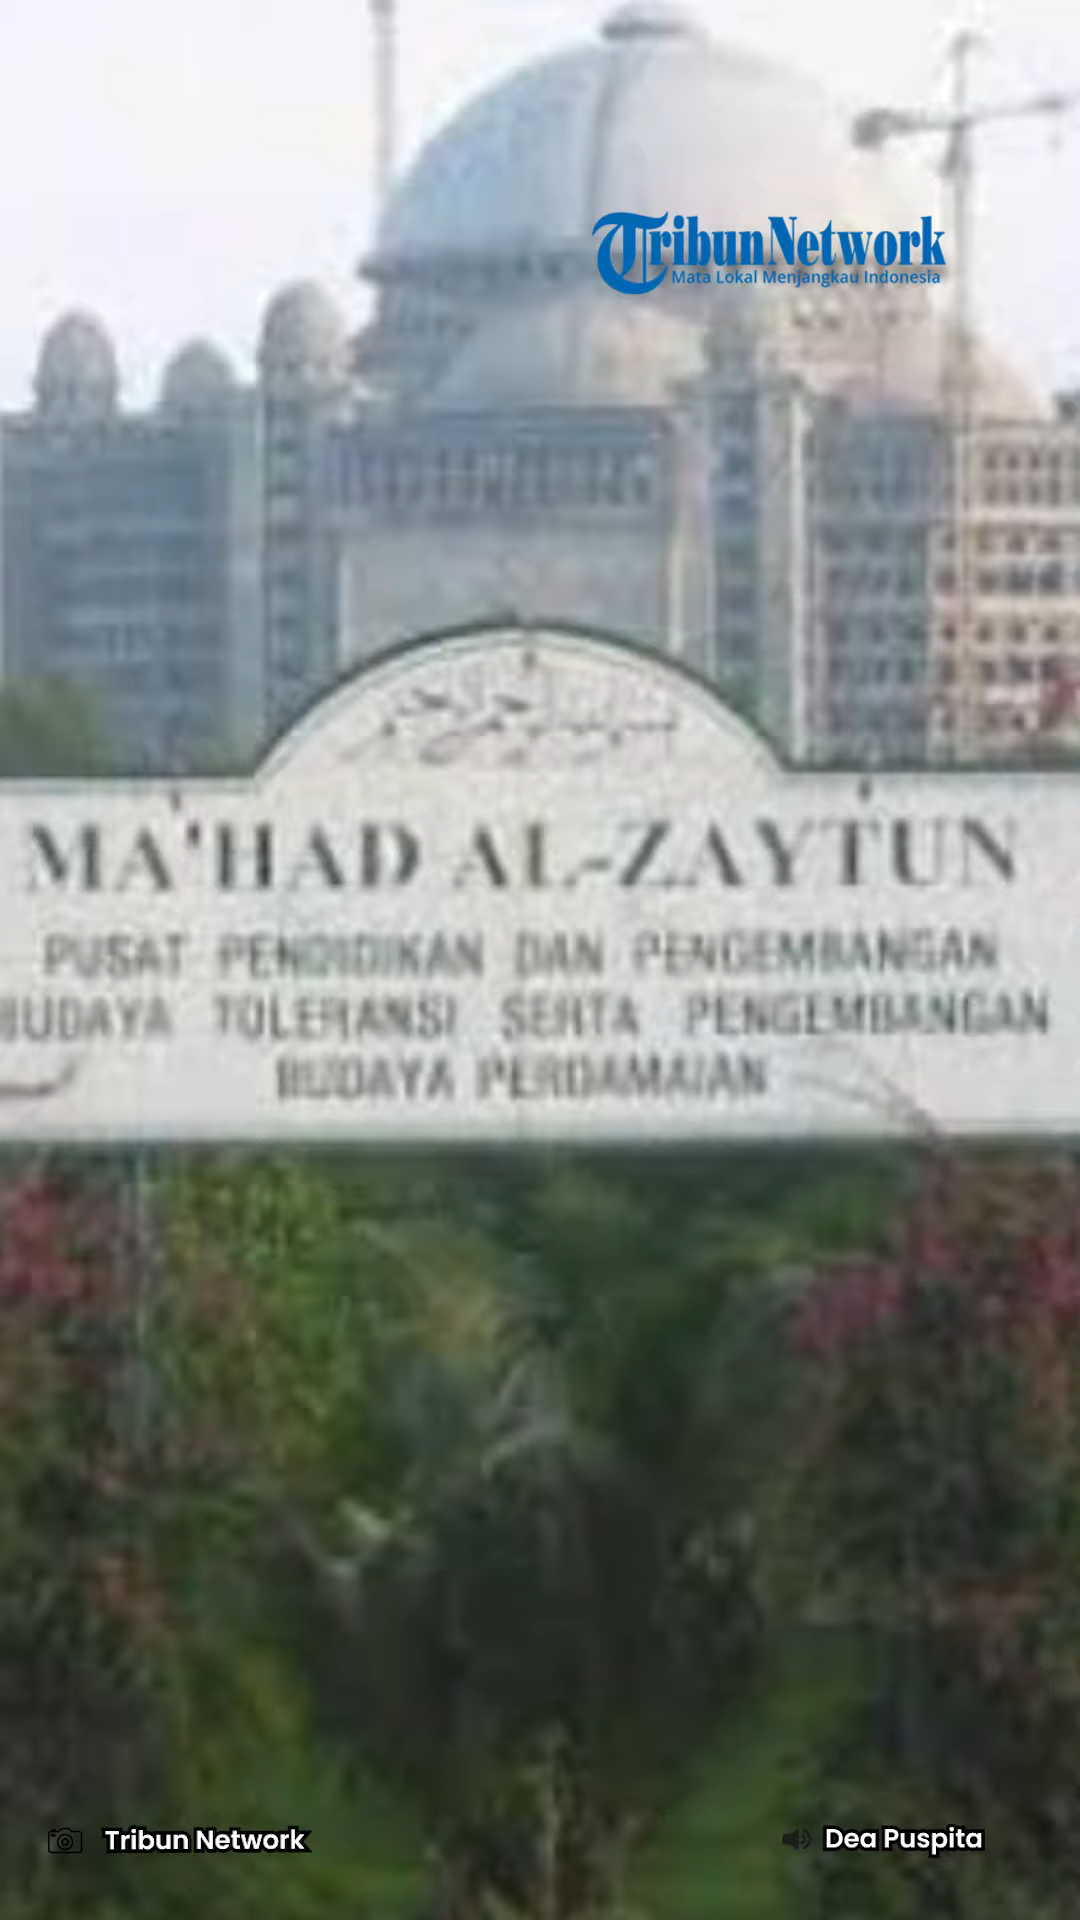 TribunNetwork
Mata Lokal Menjangkau Indonesia
MA'HAD AL-ZAYTUN
PUSAT PENDIDIKAN DAN PENGEMBANGAN
BUDAYA TOLERANSI SERTA PENGEMBANGAN
BUDAYA PERDAMAIAN
Tribun Network
Dea Puspita